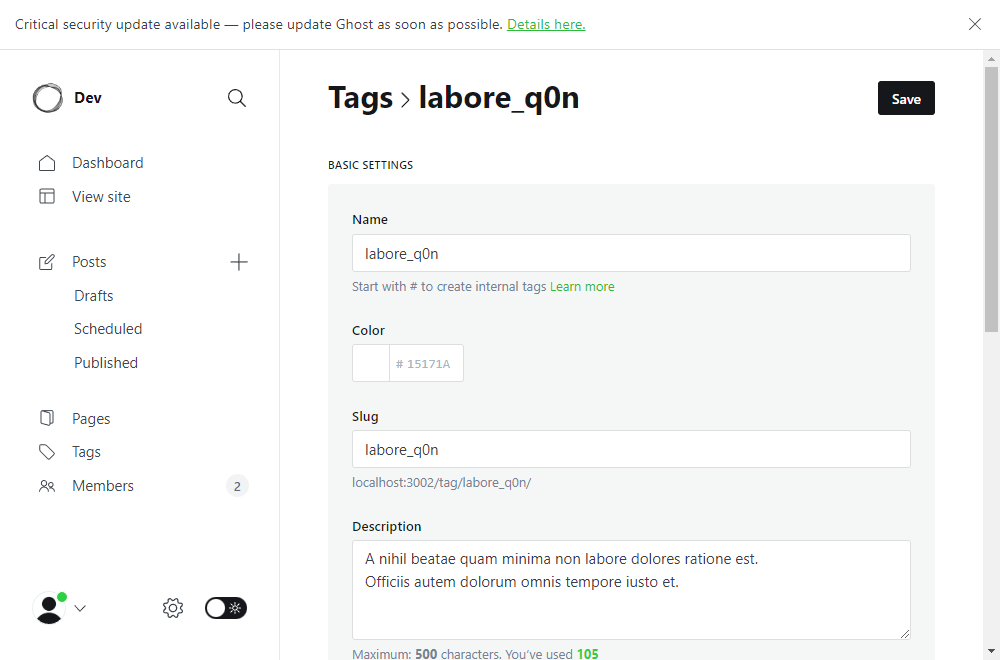 Critical security update available — please update Ghost as soon as possible. Details here.
Dev
Dashboard
View site
Posts
Drafts
Scheduled
Published
Pages
Tags
Members 2
Tags > labore_q0n
Save
BASIC SETTINGS
Name
labore_q0n
Start with # to create internal tags Learn more
Color
# 15171A
Slug
labore_q0n
localhost:3002/tag/labore_q0n/
Description
A nihil beatae quam minima non labore dolores ratione est.
Officiis autem dolorum omnis tempore iusto et.
Maximum: 500 characters. You've used 105